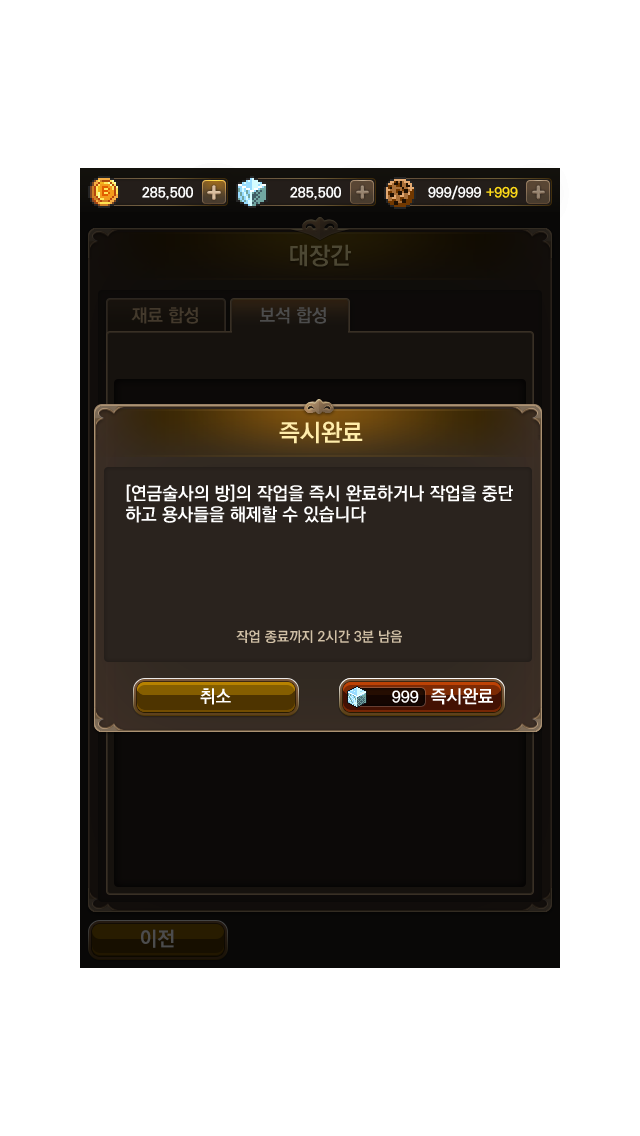 285,500 285,500 999/999 +999
대장간
재료 합성 보석 합성
즉시완료
[연금술사의 방]의 작업을 즉시 완료하거나 작업을 중단
하고 용사들을 해제할 수 있습니다
작업 종료까지 2시간 3분 남음
취소 999 즉시완료
이전